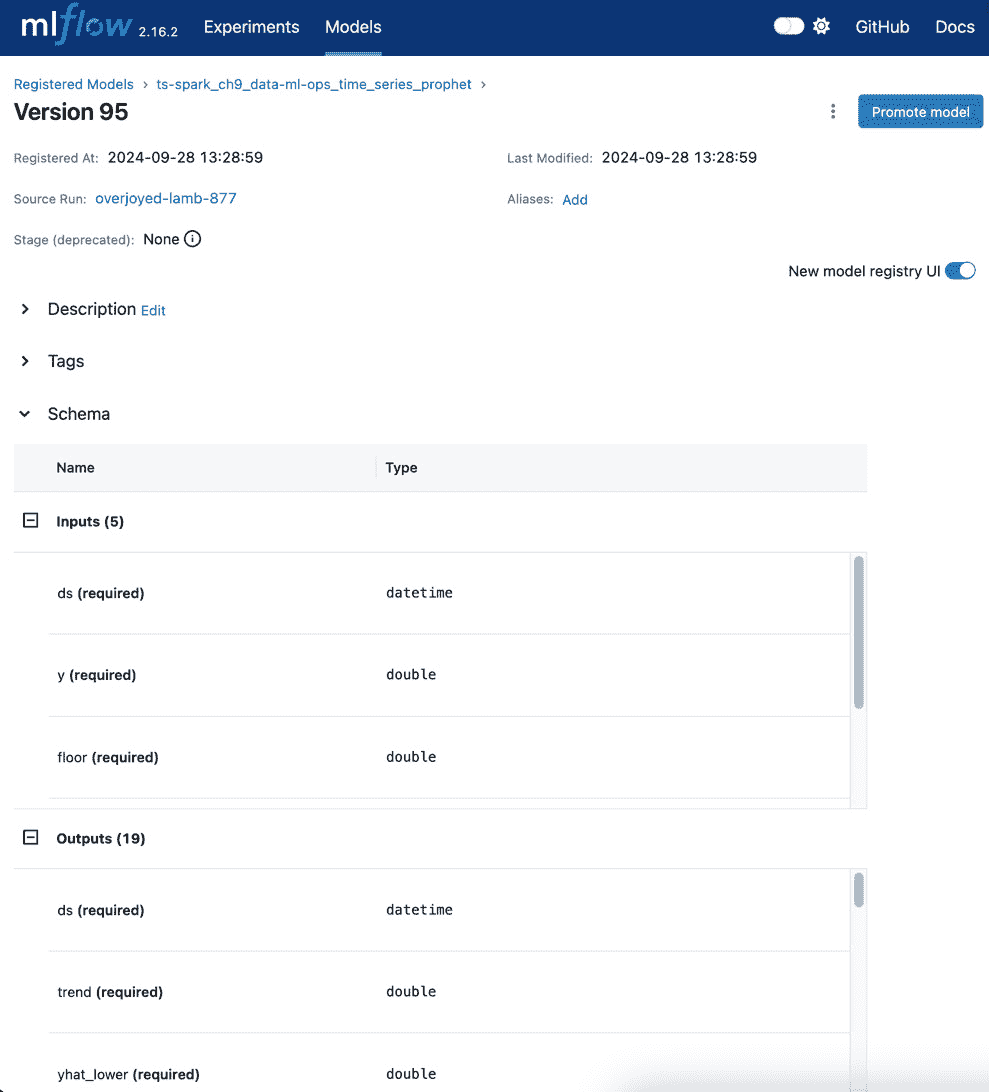 mlflow 2.16.2 Experiments Models GitHub Docs
Registered Models › ts-spark_ch9_data-ml-ops_time_series_prophet ›
Version 95
Promote model
Registered At: 2024-09-28 13:28:59 Last Modified: 2024-09-28 13:28:59
Source Run: overjoyed-lamb-877 Aliases: Add
Stage (deprecated): None
New model registry UI
Description Edit
Tags
Schema
Name Type
Inputs (5)
ds (required) datetime
y (required) double
floor (required) double
Outputs (19)
ds (required) datetime
trend (required) double
yhat_lower (required) double